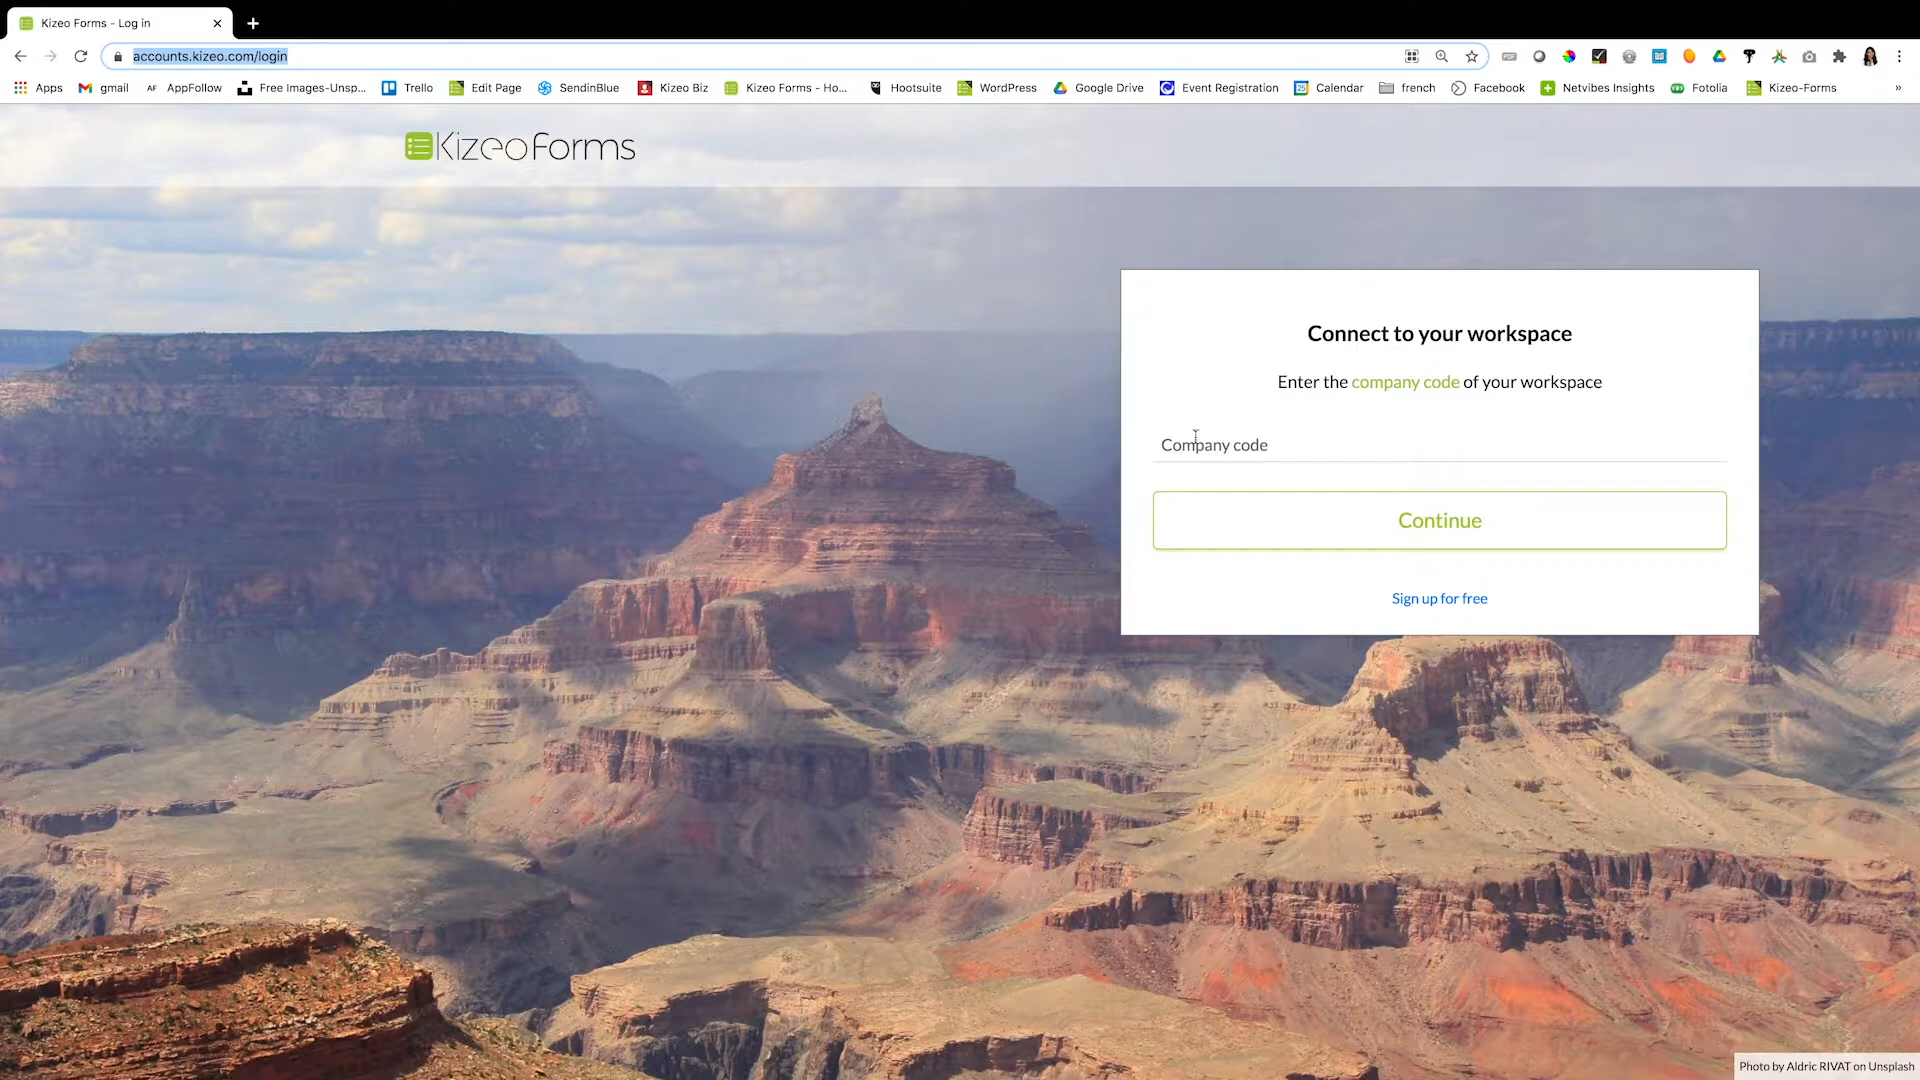 Kizeo Forms - Log in
accounts.kizeo.com/login
Apps gmail AppFollow Free Images-Unsp... Trello Edit Page SendinBlue Kizeo Biz Kizeo Forms - Ho... Hootsuite WordPress Google Drive Event Registration Calendar french Facebook Netvibes Insights Fotolia Kizeo-Forms »
KizeoForms
Connect to your workspace
Enter the company code of your workspace
Company code
Continue
Sign up for free
Photo by Aldric RIVAT on Unsplash